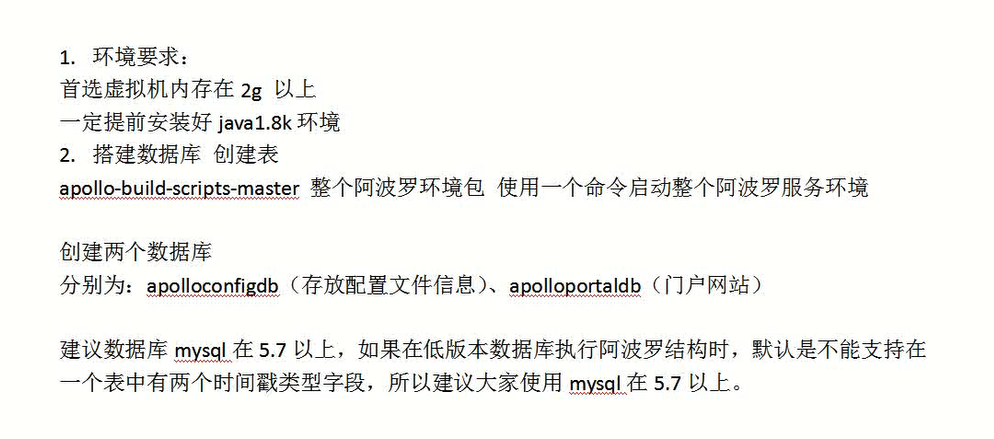 1. 环境要求：
首选虚拟机内存在 2g 以上
一定提前安装好 java1.8k 环境
2. 搭建数据库 创建表
apollo-build-scripts-master 整个阿波罗环境包 使用一个命令启动整个阿波罗服务环境
创建两个数据库
分别为：apolloconfigdb（存放配置文件信息）、apolloportaldb（门户网站）
建议数据库 mysql 在 5.7 以上，如果在低版本数据库执行阿波罗结构时，默认是不能支持在
一个表中有两个时间戳类型字段，所以建议大家使用 mysql 在 5.7 以上。